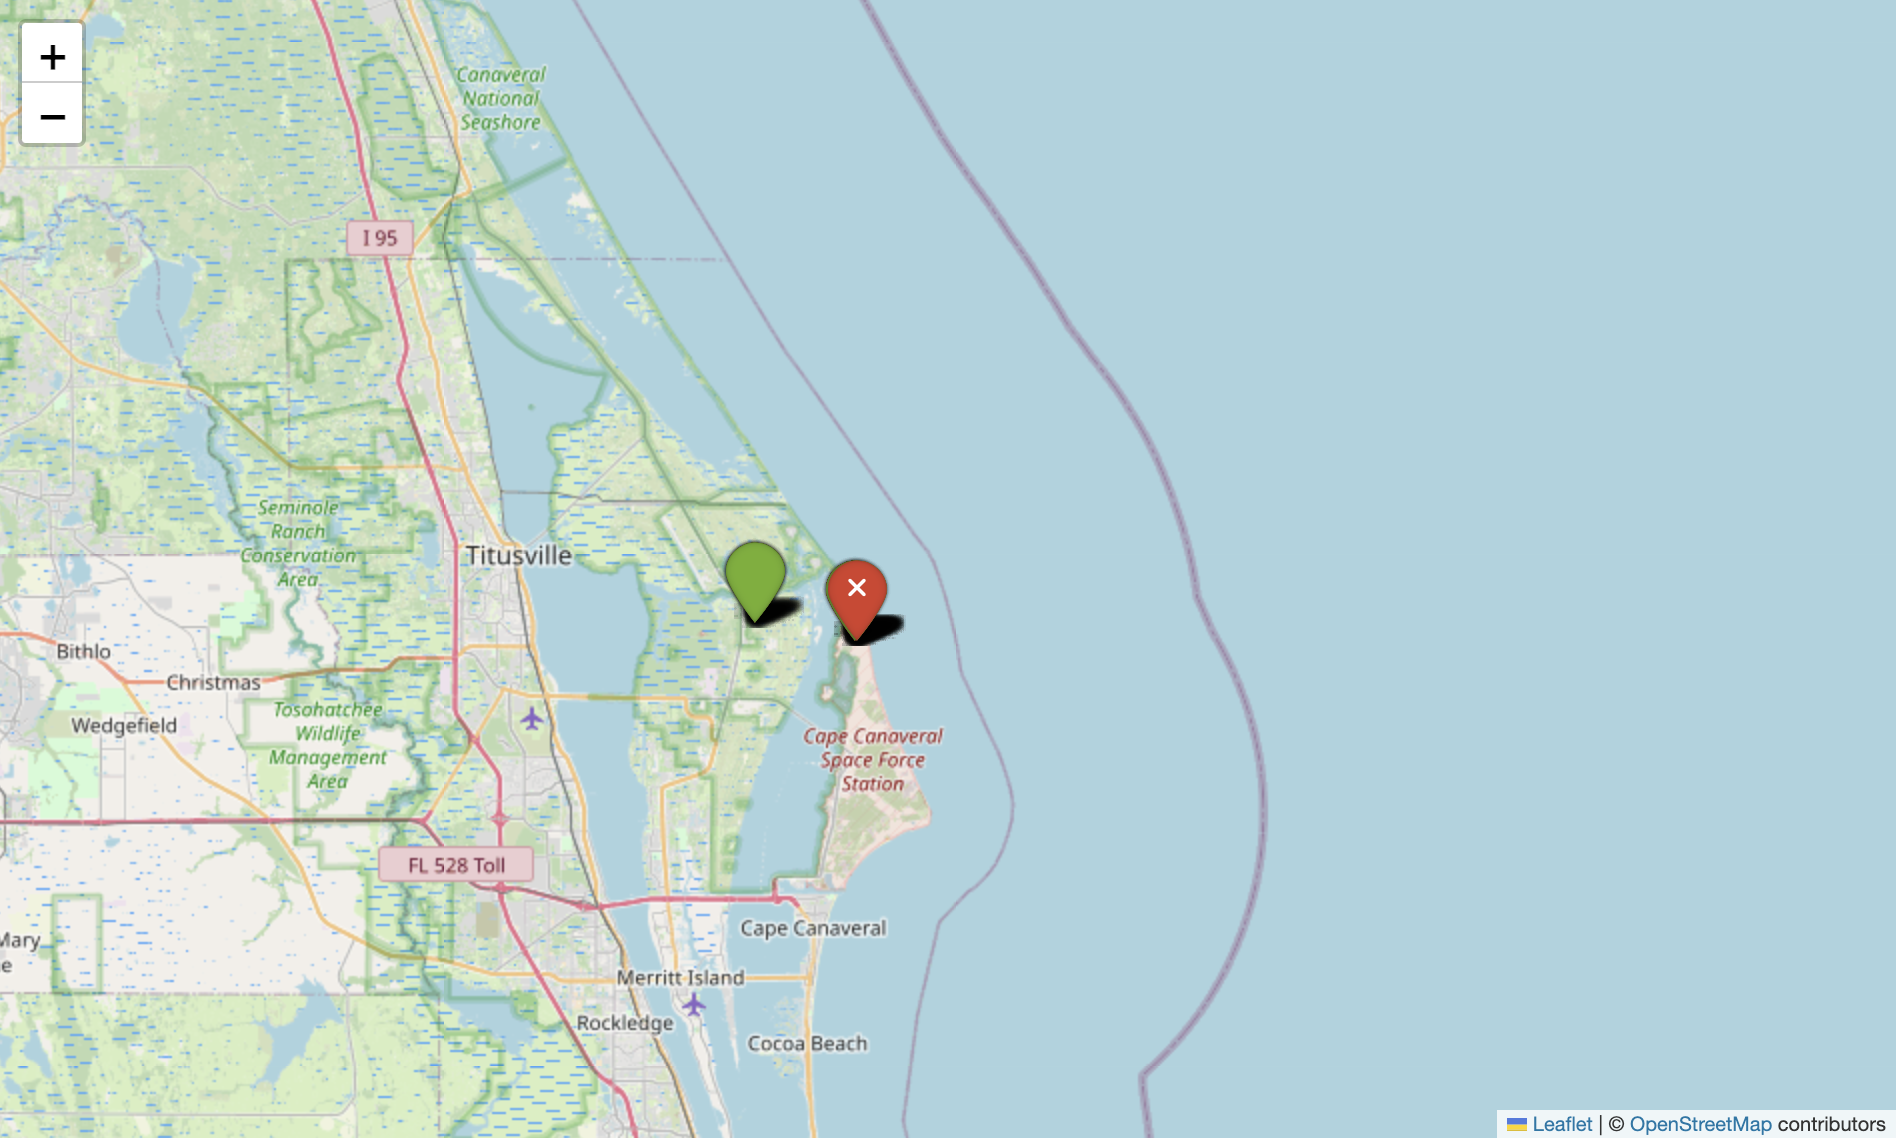 +
−
Canaveral
National
Seashore
I 95
Seminole
Ranch
Conservation
Area
Titusville
Bithlo
Christmas
Wedgefield
Tosohatchee
Wildlife
Management
Area
Cape Canaveral
Space Force
Station
FL 528 Toll
Cape Canaveral
Mary
e
Merritt Island
Rockledge
Cocoa Beach
Leaflet | © OpenStreetMap contributors